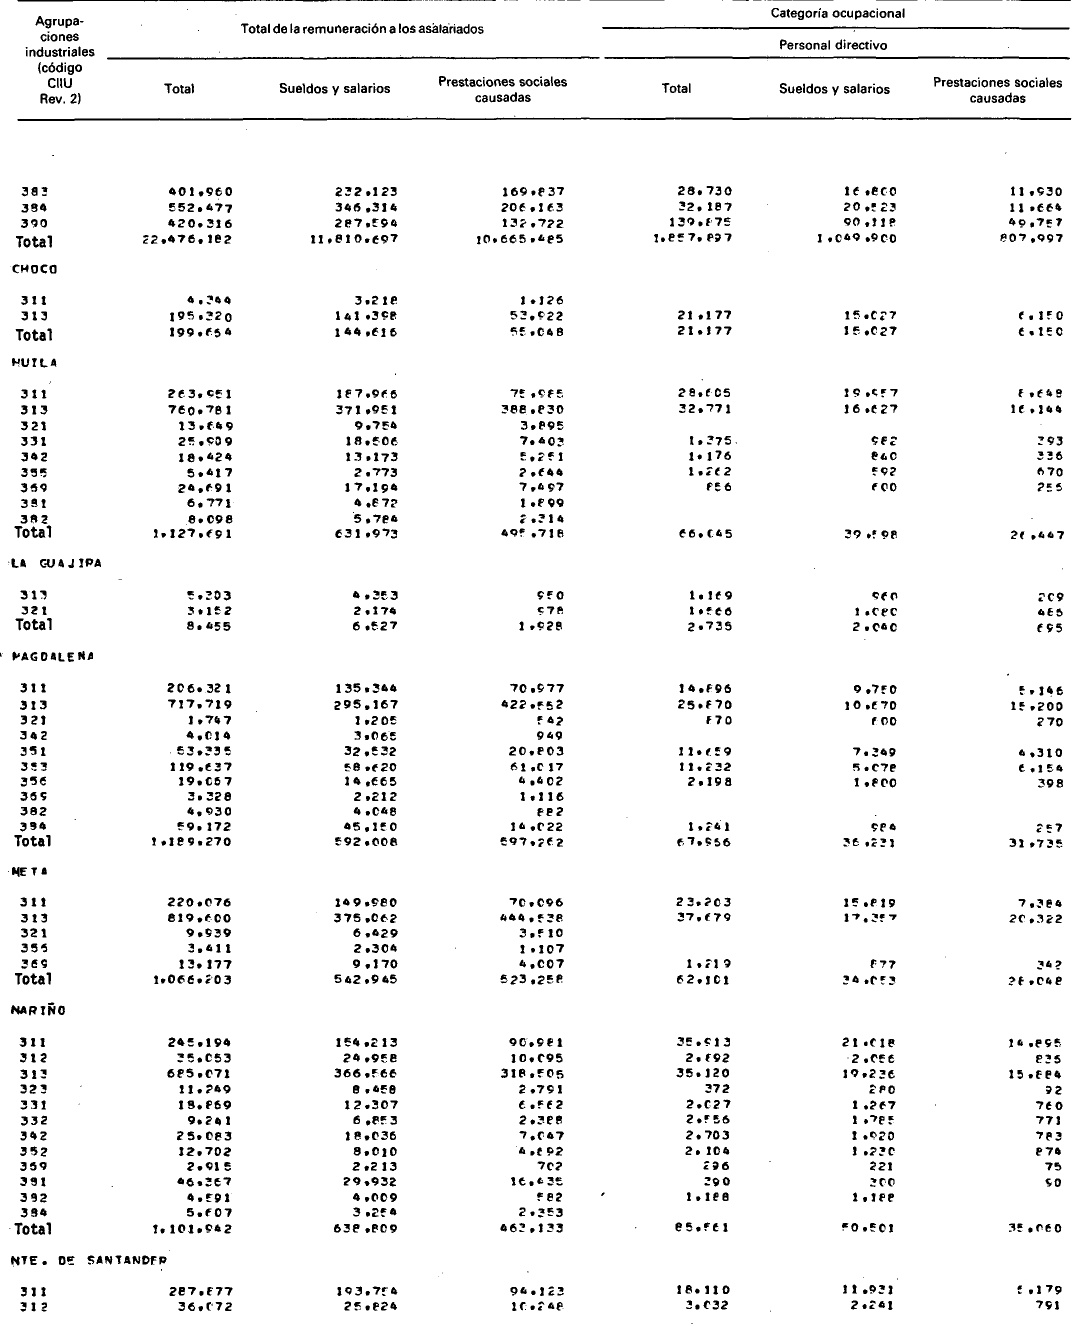 Agrupa-
ciones
industriales
(código
CIIU
Rev. 2)
Total de la remuneración a los asalariados
Categoría ocupacional
Personal directivo
Total Sueldos y salarios Prestaciones sociales causadas Total Sueldos y salarios Prestaciones sociales causadas
383 401.960 232.123 169.837 28.730 16.800 11.930
384 552.477 346.314 206.163 32.187 20.523 11.664
390 420.316 287.594 132.722 139.875 90.118 49.757
Total 22.476.182 11.810.697 10.665.485 1.857.897 1.049.900 807.997
CHOCO
311 4.344 3.218 1.126
313 195.320 141.398 53.922 21.177 15.027 6.150
Total 199.664 144.616 55.048 21.177 15.027 6.150
HUILA
311 263.951 187.966 75.985 28.605 19.957 8.648
313 760.781 371.951 388.830 32.771 16.627 16.144
321 13.649 9.754 3.895
331 25.909 18.506 7.403 1.375 982 393
342 18.424 13.173 5.251 1.176 840 336
355 5.417 2.773 2.644 1.262 592 670
369 24.691 17.194 7.497 856 600 256
381 6.771 4.872 1.899
382 8.098 5.784 2.314
Total 1.127.691 631.973 495.718 66.045 39.598 26.447
LA GUAJIRA
313 5.303 4.353 950 1.169 960 209
321 3.152 2.174 978 1.566 1.080 486
Total 8.455 6.527 1.928 2.735 2.040 695
MAGDALENA
311 206.321 135.344 70.977 14.896 9.750 5.146
313 717.719 295.167 422.552 25.870 10.670 15.200
321 1.747 1.205 542 870 600 270
342 4.014 3.065 949
351 53.335 32.532 20.803 11.659 7.349 4.310
353 119.637 58.620 61.017 11.232 5.078 6.154
356 19.067 14.665 4.402 2.198 1.800 398
369 3.328 2.212 1.116
382 4.930 4.048 882
384 59.172 45.150 14.022 1.241 984 257
Total 1.189.270 592.008 597.262 67.966 36.231 31.735
META
311 220.076 149.980 70.096 23.203 15.819 7.384
313 819.600 375.062 444.538 37.679 17.357 20.322
321 9.939 6.429 3.510
355 3.411 2.304 1.107
369 13.177 9.170 4.007 1.219 877 342
Total 1.066.203 542.945 523.258 62.101 34.053 28.048
NARIÑO
311 245.194 154.213 90.981 35.913 21.018 14.895
312 35.053 24.958 10.095 2.892 2.056 836
313 685.071 366.566 318.505 35.120 19.236 15.884
323 11.249 8.458 2.791 372 280 92
331 18.869 12.307 6.562 2.027 1.267 760
332 9.241 6.853 2.388 2.556 1.785 771
342 25.083 18.036 7.047 2.703 1.920 783
352 12.702 8.010 4.692 2.104 1.230 874
369 2.915 2.213 702 296 221 75
381 46.367 29.932 16.435 390 300 90
382 4.591 4.009 582 1.188 1.188
384 5.607 3.254 2.353
Total 1.101.942 638.809 463.133 85.561 50.501 35.060
NTE. DE SANTANDER
311 287.877 193.754 94.123 18.110 11.931 6.179
312 36.072 25.824 10.248 3.032 2.241 791